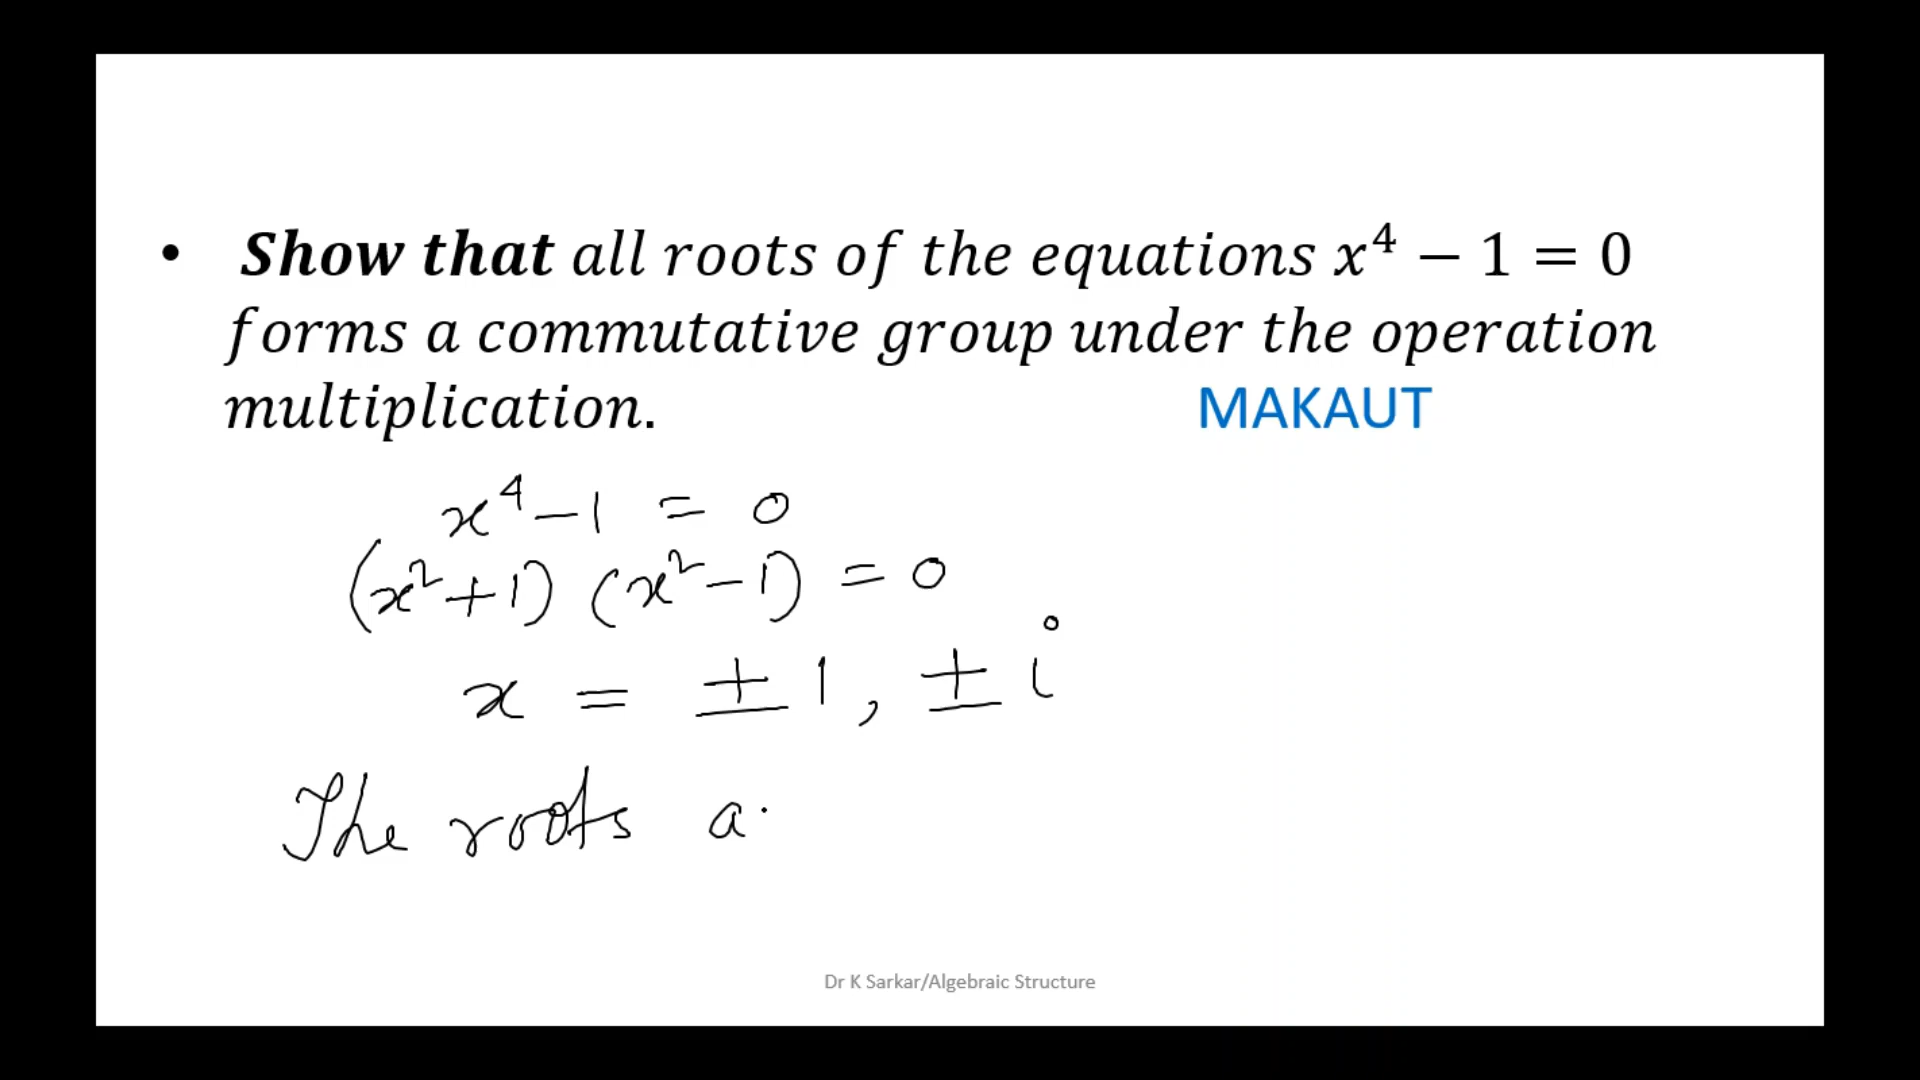 • Show that all roots of the equations x⁴ − 1 = 0
forms a commutative group under the operation
multiplication. MAKAUT
x⁴ − 1 = 0
(x² + 1) (x² − 1) = 0
x = ± 1, ± i
The roots a
Dr K Sarkar/Algebraic Structure